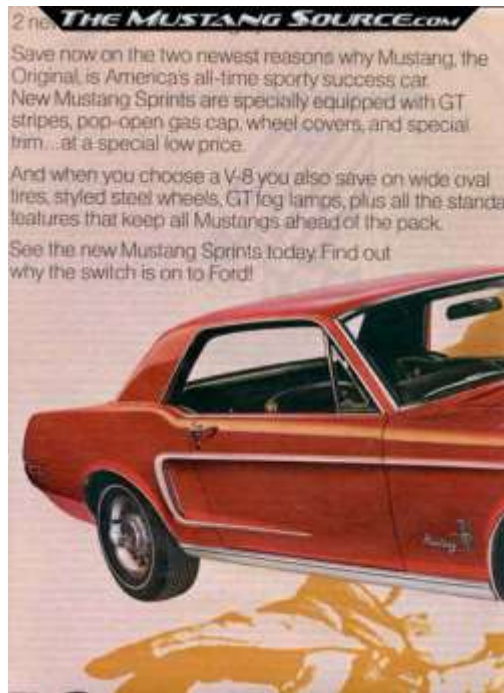 THE MUSTANG SOURCE.COM
Save now on the two newest reasons why Mustang, the
Original, is America's all-time sporty success car.
New Mustang Sprints are specially equipped with GT
stripes, pop-open gas cap, wheel covers, and special
trim...at a special low price.
And when you choose a V-8 you also save on wide oval
tires, styled steel wheels, GT fog lamps, plus all the standa
features that keep all Mustangs ahead of the pack.
See the new Mustang Sprints today. Find out
why the switch is on to Ford!
Mustang